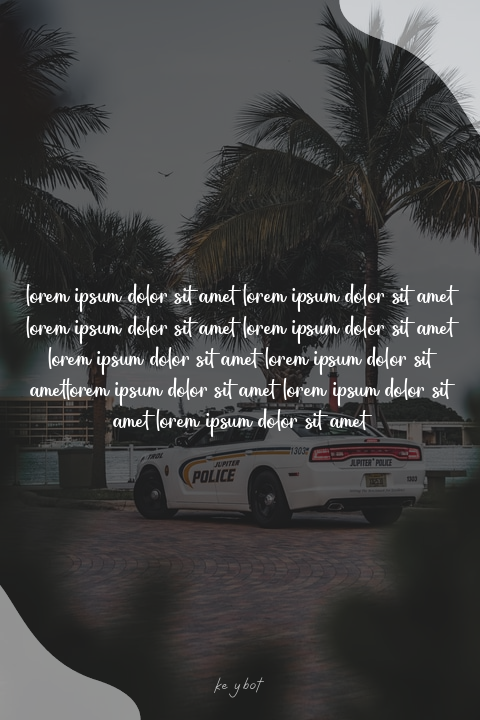 lorem ipsum dolor sit amet lorem ipsum dolor sit amet
lorem ipsum dolor sit amet lorem ipsum dolor sit amet
lorem ipsum dolor sit amet lorem ipsum dolor sit
ametlorem ipsum dolor sit amet lorem ipsum dolor sit
amet lorem ipsum dolor sit amet
1303
JUPITER POLICE
JUPITER
POLICE
1303
ke ybot